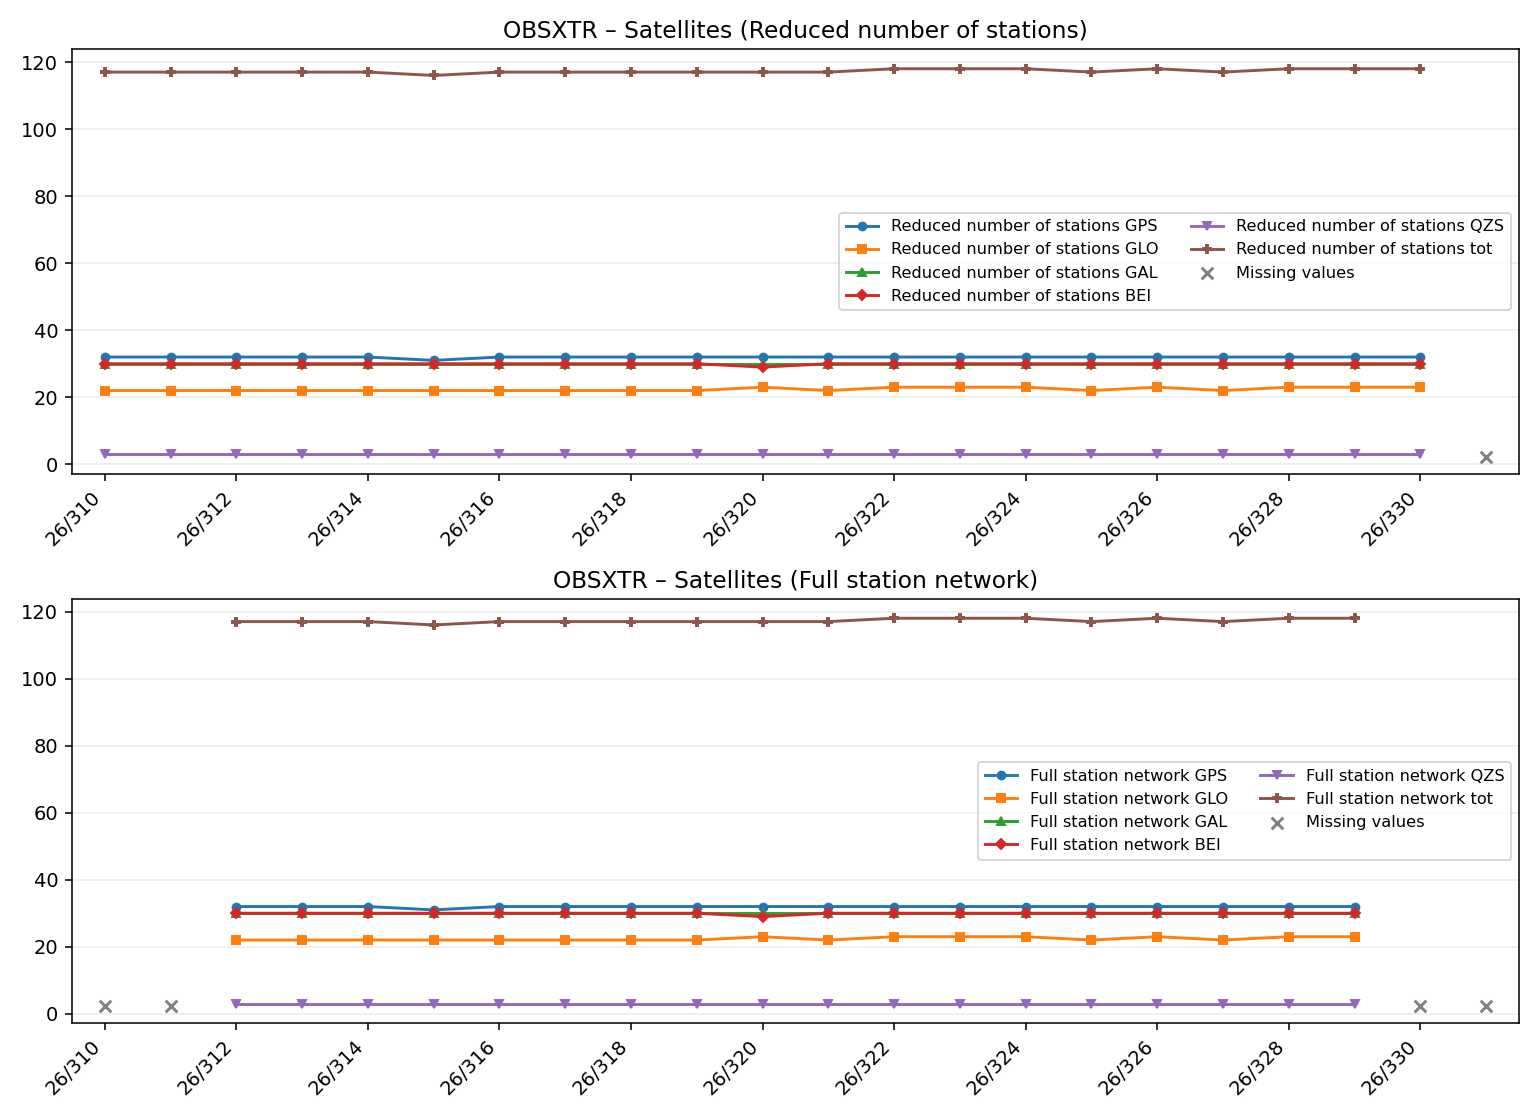 OBSXTR – Satellites (Reduced number of stations)
120
100
80
60
40
20
0
Reduced number of stations GPS
Reduced number of stations GLO
Reduced number of stations GAL
Reduced number of stations BEI
Reduced number of stations QZS
Reduced number of stations tot
Missing values
26/310
26/312
26/314
26/316
26/318
26/320
26/322
26/324
26/326
26/328
26/330
OBSXTR – Satellites (Full station network)
120
100
80
60
40
20
0
Full station network GPS
Full station network GLO
Full station network GAL
Full station network BEI
Full station network QZS
Full station network tot
Missing values
26/310
26/312
26/314
26/316
26/318
26/320
26/322
26/324
26/326
26/328
26/330